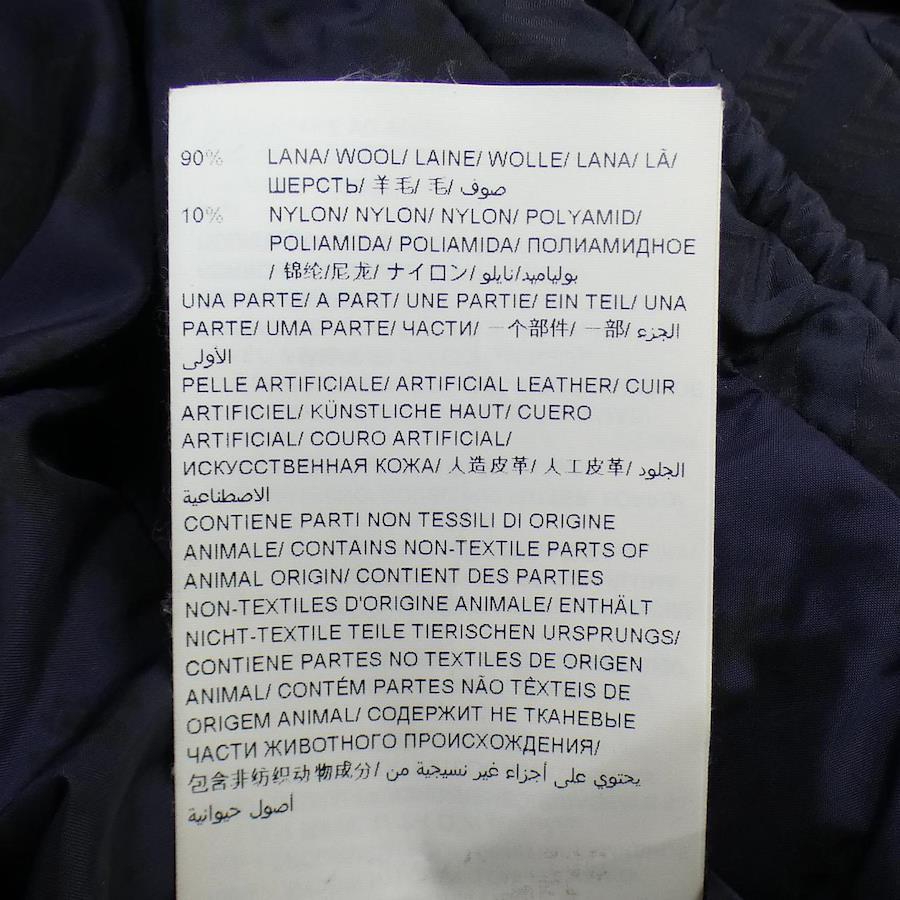 90% LANA/ WOOL/ LAINE/ WOLLE/ LANA/ LÃ/
ШЕРСТЬ/ 羊毛/ 毛/ صوف
10% NYLON/ NYLON/ NYLON/ POLYAMID/
POLIAMIDA/ POLIAMIDA/ ПОЛИАМИДНОЕ
/ 锦纶/尼龙/ ナイロン/ بولياميد/نايلو
UNA PARTE/ A PART/ UNE PARTIE/ EIN TEIL/ UNA
PARTE/ UMA PARTE/ ЧАСТИ/ 一个部件/ 一部/ الجزء
الأولى
PELLE ARTIFICIALE/ ARTIFICIAL LEATHER/ CUIR
ARTIFICIEL/ KÜNSTLICHE HAUT/ CUERO
ARTIFICIAL/ COURO ARTIFICIAL/
ИСКУССТВЕННАЯ КОЖА/ 人造皮革/ 人工皮革/ الجلود
الاصطناعية
CONTIENE PARTI NON TESSILI DI ORIGINE
ANIMALE/ CONTAINS NON-TEXTILE PARTS OF
ANIMAL ORIGIN/ CONTIENT DES PARTIES
NON-TEXTILES D'ORIGINE ANIMALE/ ENTHÄLT
NICHT-TEXTILE TEILE TIERISCHEN URSPRUNGS/
CONTIENE PARTES NO TEXTILES DE ORIGEN
ANIMAL/ CONTÉM PARTES NÃO TÊXTEIS DE
ORIGEM ANIMAL/ СОДЕРЖИТ НЕ ТКАНЕВЫЕ
ЧАСТИ ЖИВОТНОГО ПРОИСХОЖДЕНИЯ/
包含非纺织动物成分/ يحتوي على أجزاء غير نسيجية من
أصول حيوانية